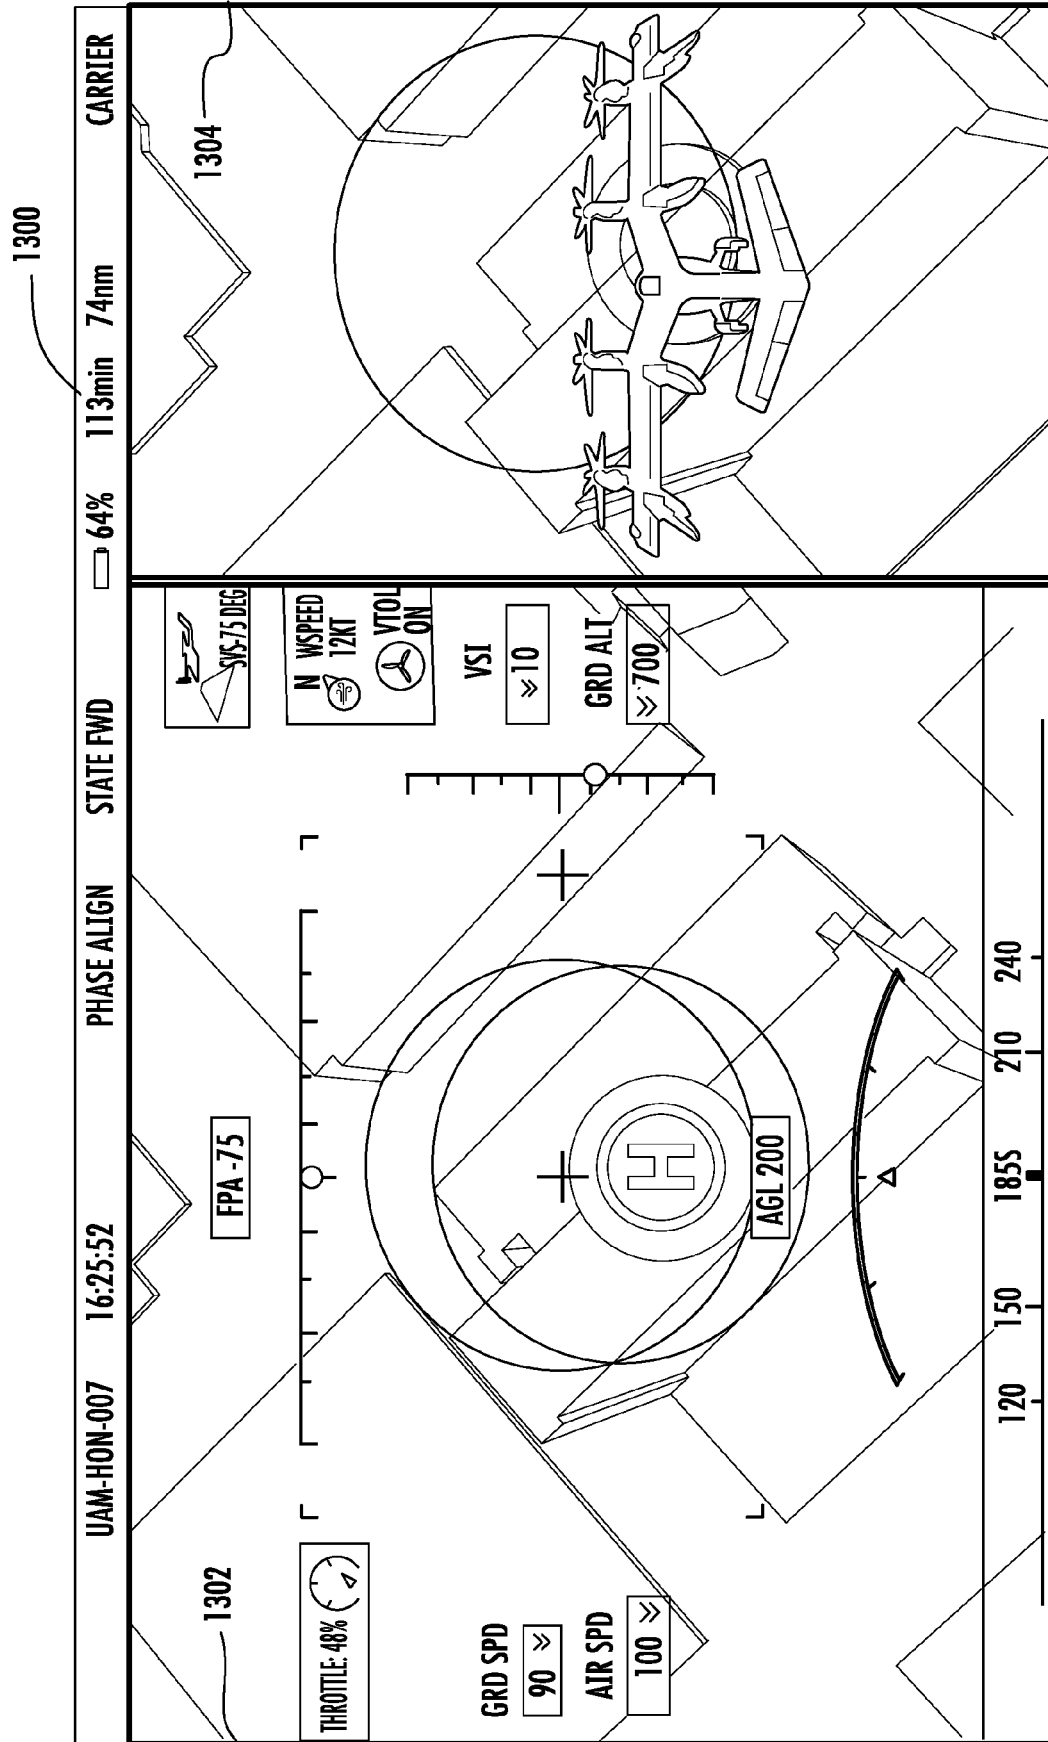 1300
UAM-HON-007 16:25:52 PHASE ALIGN STATE FWD 64% 113min 74nm CARRIER
1302
1304
THROTTLE: 48%
FPA -75
SVS-75 DEG
N WSPEED
12KT
VTOL
ON
GRD SPD
90
AIR SPD
100
VSI
10
GRD ALT
700
H
AGL 200
120 150 185S 210 240